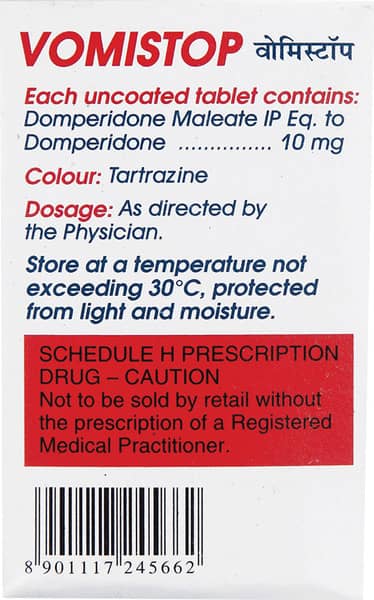 VOMISTOP वोमिस्टॉप
Each uncoated tablet contains:
Domperidone Maleate IP Eq. to
Domperidone ............... 10 mg
Colour: Tartrazine
Dosage: As directed by
the Physician.
Store at a temperature not
exceeding 30°C, protected
from light and moisture.
SCHEDULE H PRESCRIPTION
DRUG – CAUTION
Not to be sold by retail without
the prescription of a Registered
Medical Practitioner.
8 901117 245662